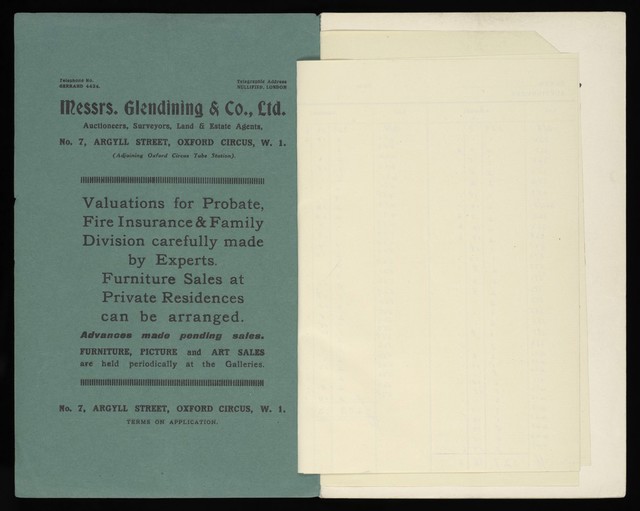 Telephone No.
Telegraphic Address
GERRARD
LONDON
Messrs. Glendining & Co., Ltd.
Auctioneers, Surveyors, Land & Estate Agents,
No. 7, ARGYLL STREET, OXFORD CIRCUS, W. 1.
(Adjoining Oxford Circus Tube Station).
Valuations for Probate,
Fire Insurance & Family
Division carefully made
by Experts.
Furniture Sales at
Private Residences
can be arranged.
Advances made pending sales.
FURNITURE, PICTURE and ART SALES
are held periodically at the Galleries.
No. 7, ARGYLL STREET, OXFORD CIRCUS, W. 1.
TERMS ON APPLICATION.